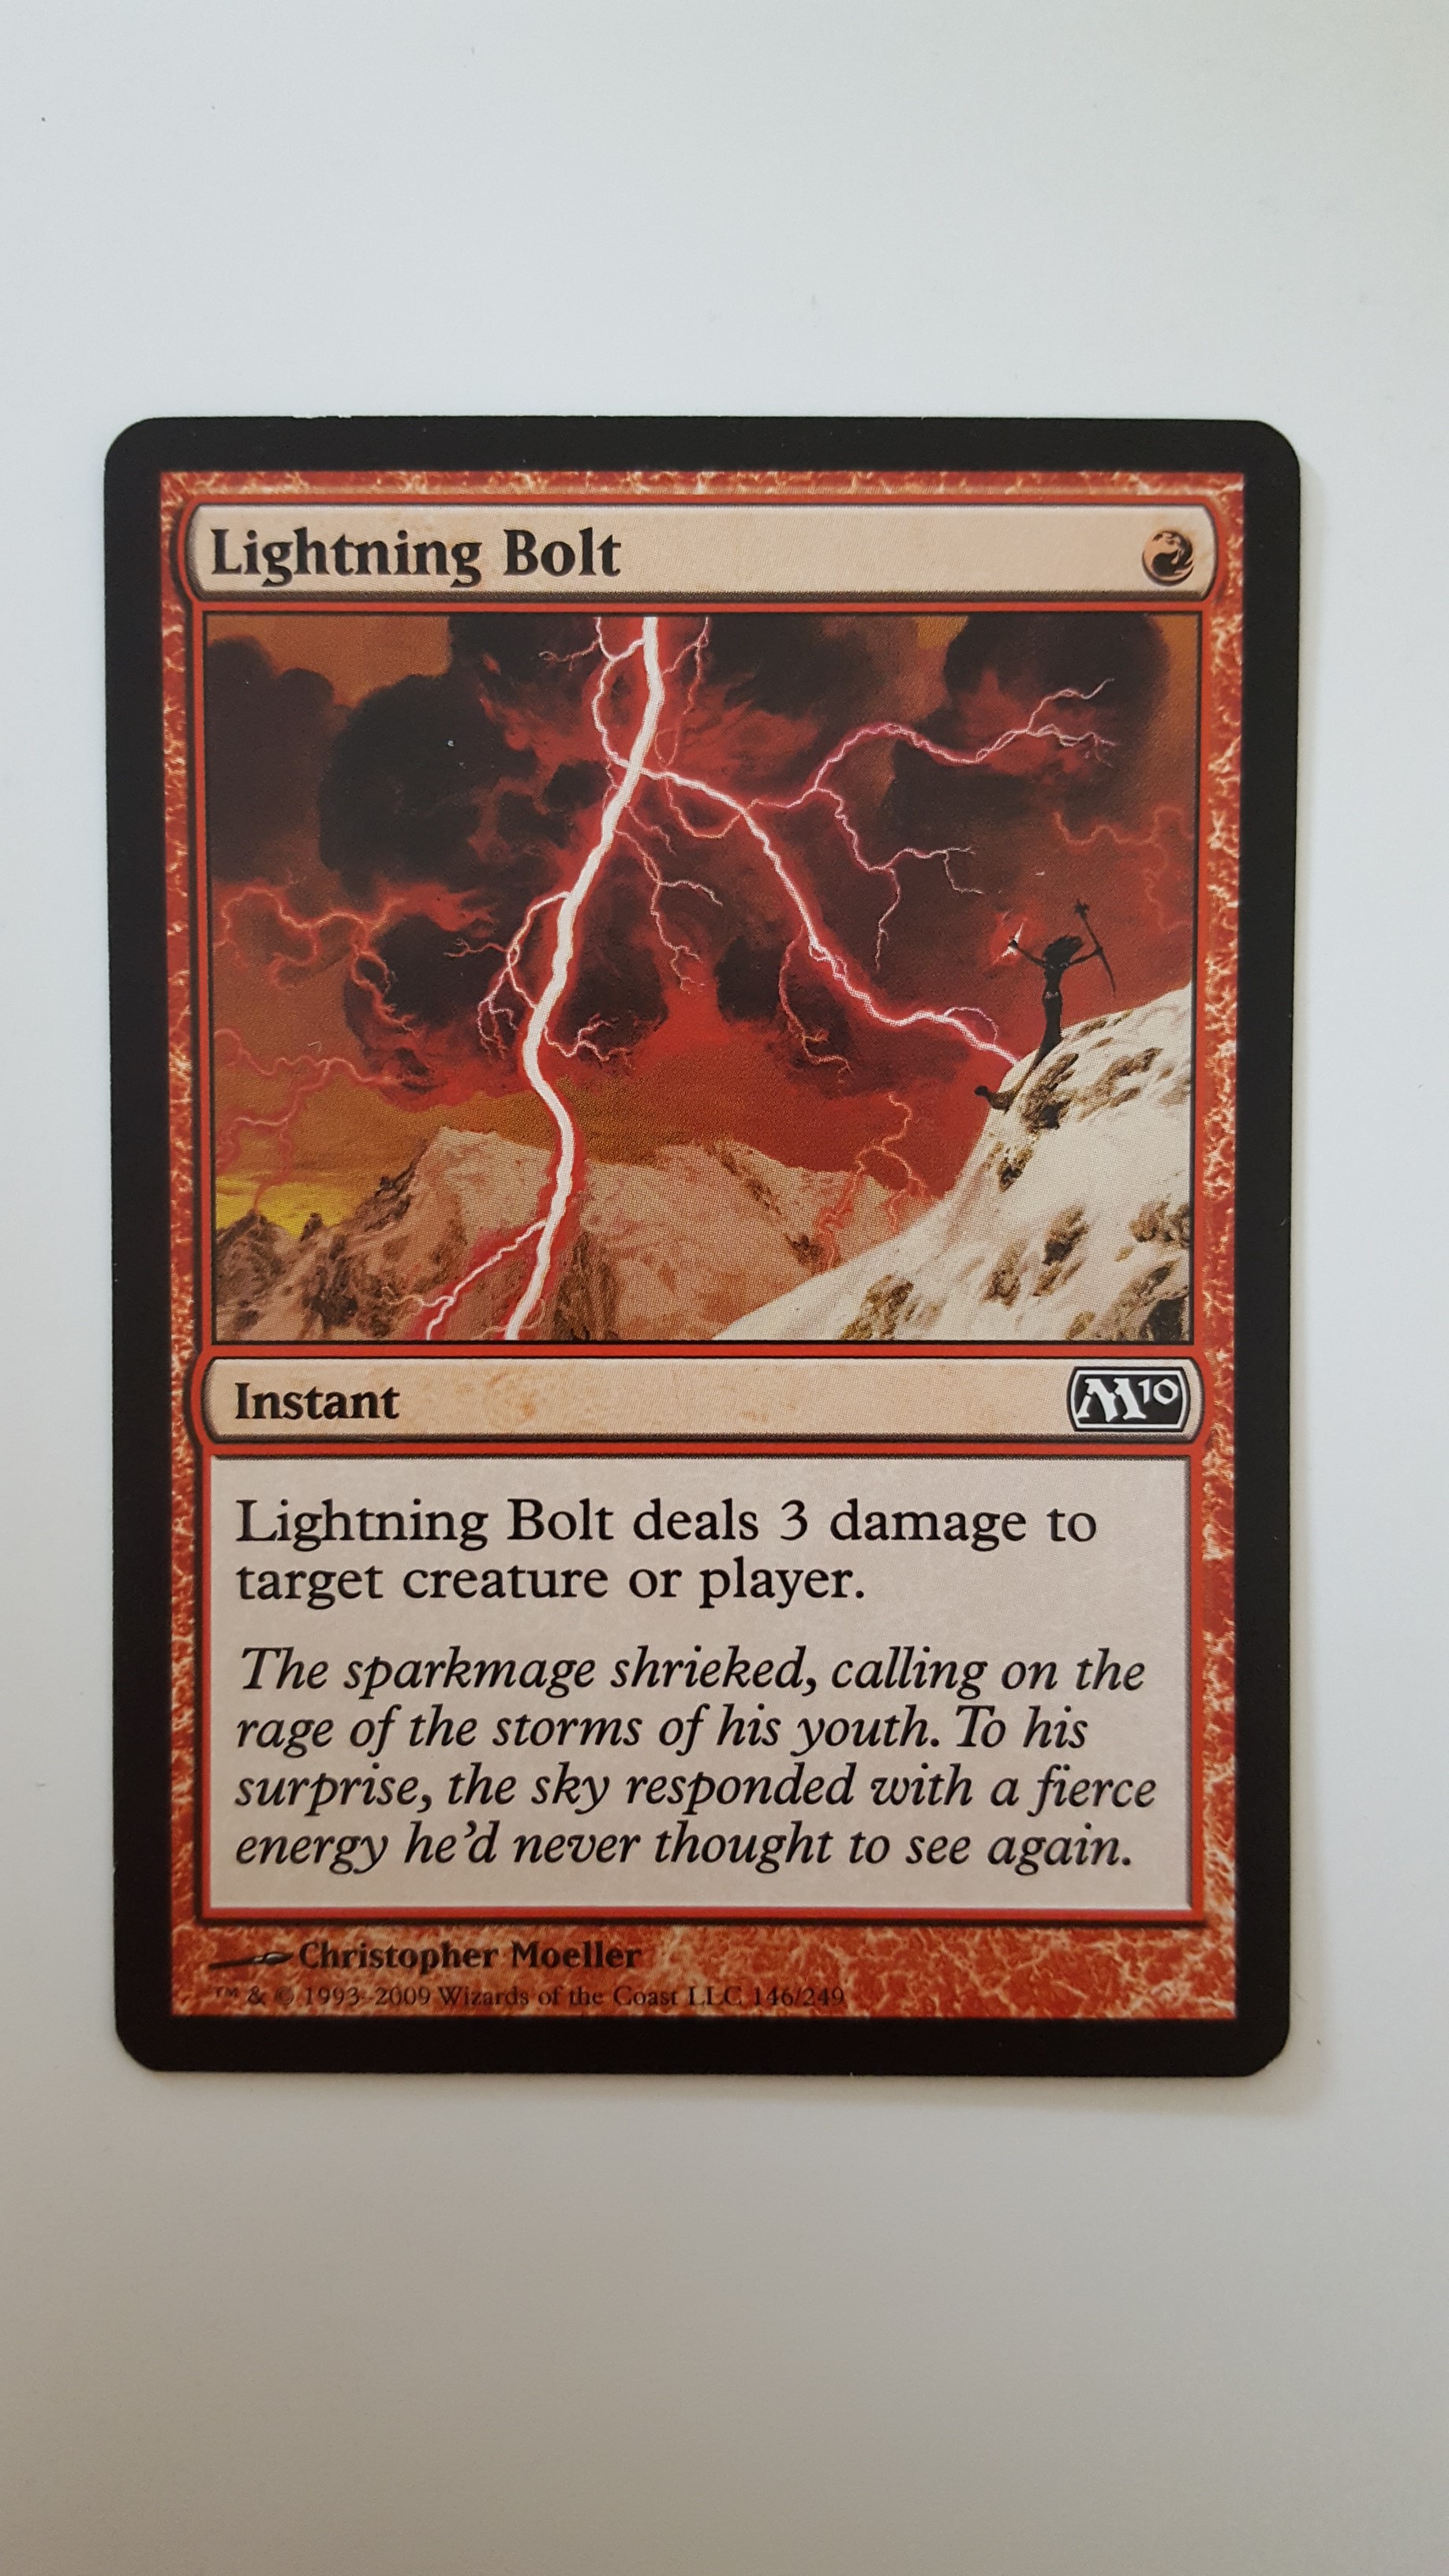 Lightning Bolt
Instant
M10
Lightning Bolt deals 3 damage to
target creature or player.
The sparkmage shrieked, calling on the
rage of the storms of his youth. To his
surprise, the sky responded with a fierce
energy he'd never thought to see again.
Christopher Moeller
™ & © 1993–2009 Wizards of the Coast LLC 146/249